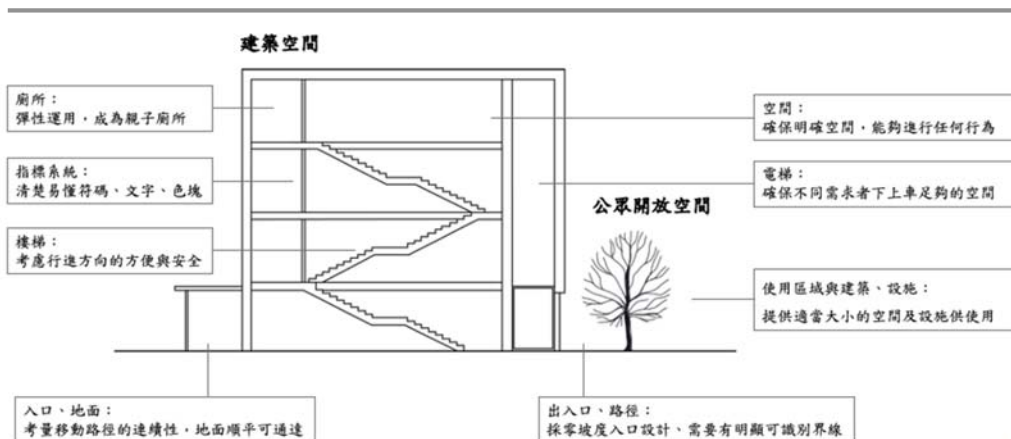 建築空間
廁所：
彈性運用，成為親子廁所
指標系統：
清楚易懂符碼、文字、色塊
樓梯：
考慮行進方向的方便與安全
入口、地面：
考量移動路徑的連續性，地面順平可通達
空間：
確保明確空間，能夠進行任何行為
電梯：
確保不同需求者下上車足夠的空間
公眾開放空間
使用區域與建築、設施：
提供適當大小的空間及設施供使用
出入口、路徑：
採零坡度入口設計、需要有明顯可識別界線